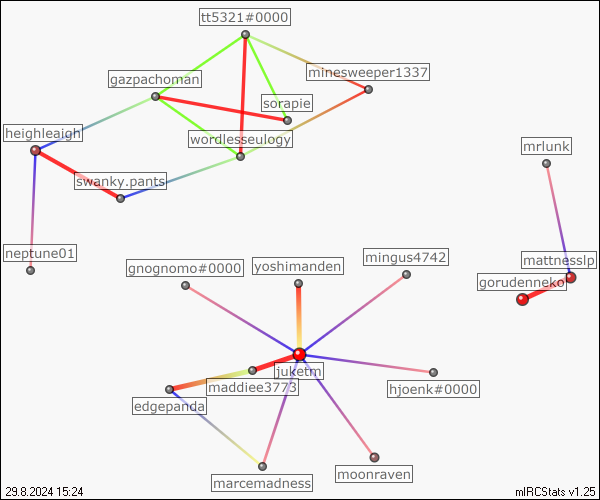 tt5321#0000
gazpachoman
minesweeper1337
sorapie
heighleaigh
wordlesseulogy
mrlunk
swanky.pants
neptune01
gnognomo#0000
yoshimanden
mingus4742
mattnesslp
gorudenneko
juketm
maddiee3773
hjoenk#0000
edgepanda
marcemadness
moonraven
29.8.2024 15:24
mIRCStats v1.25